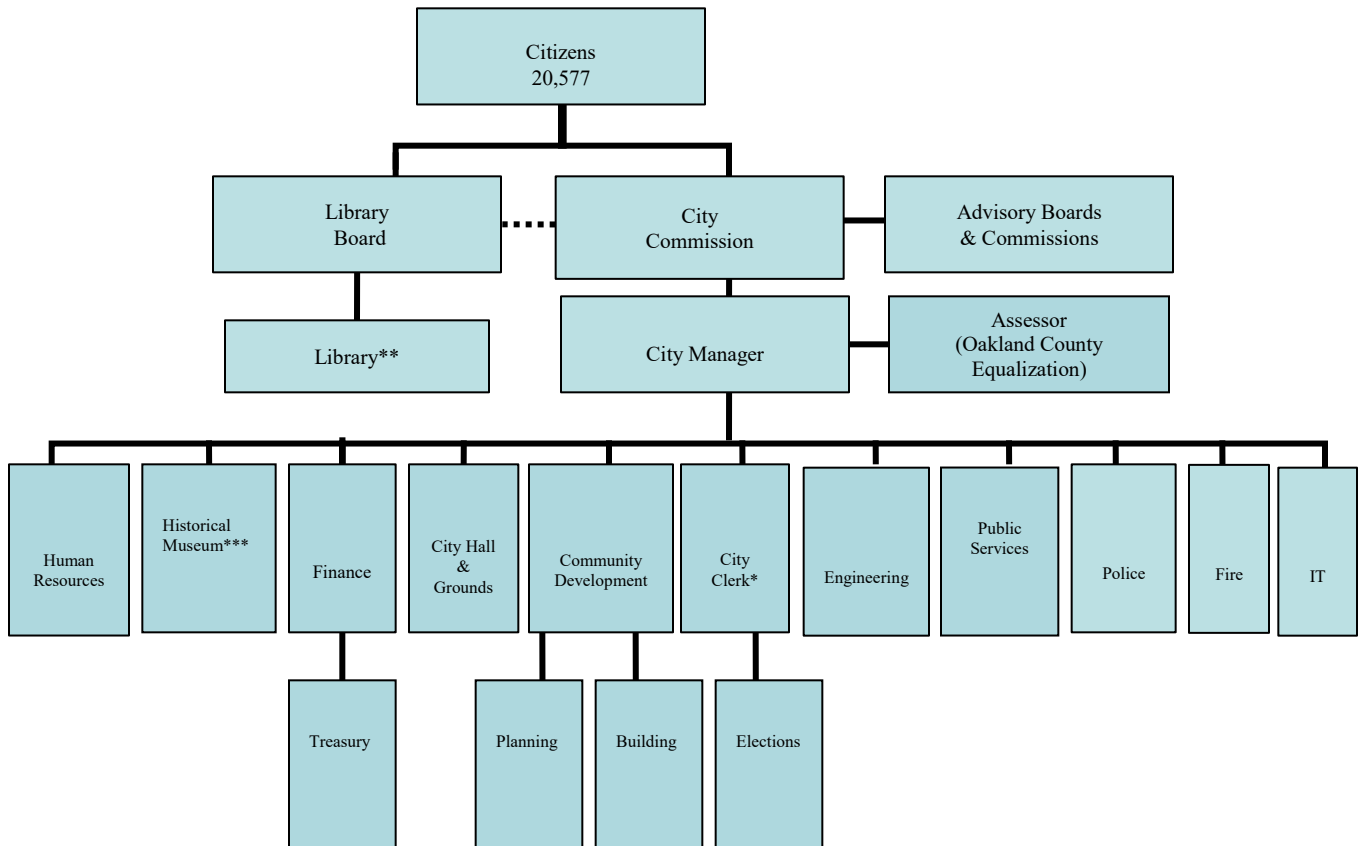 Citizens
20,577
Library
Board
City
Commission
Advisory Boards
& Commissions
Library**
City Manager
Assessor
(Oakland County
Equalization)
Human
Resources
Historical
Museum***
Finance
City Hall
&
Grounds
Community
Development
City
Clerk*
Engineering
Public
Services
Police
Fire
IT
Treasury
Planning
Building
Elections